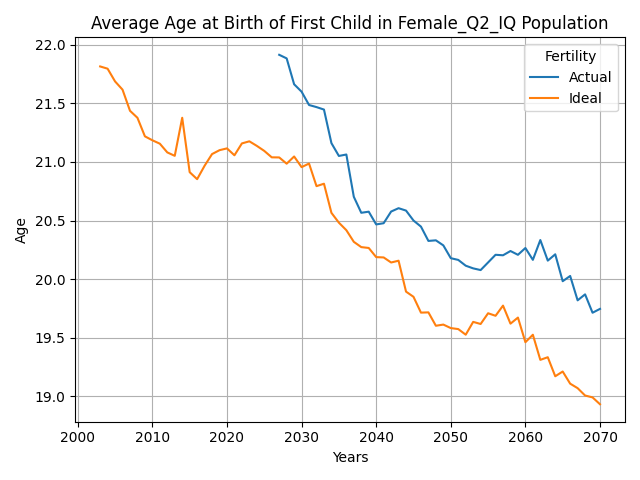 Average Age at Birth of First Child in Female_Q2_IQ Population
Fertility
Actual
Ideal
Age
22.0
21.5
21.0
20.5
20.0
19.5
19.0
2000 2010 2020 2030 2040 2050 2060 2070
Years